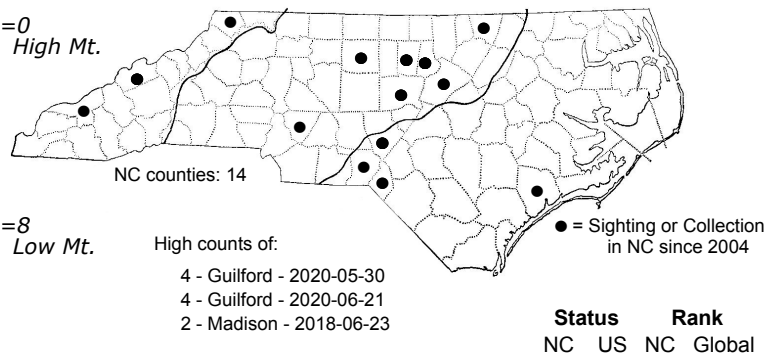 =0
High Mt.
NC counties: 14
=8
Low Mt.
High counts of:
4 - Guilford - 2020-05-30
4 - Guilford - 2020-06-21
2 - Madison - 2018-06-23
● = Sighting or Collection
in NC since 2004
Status Rank
NC US NC Global